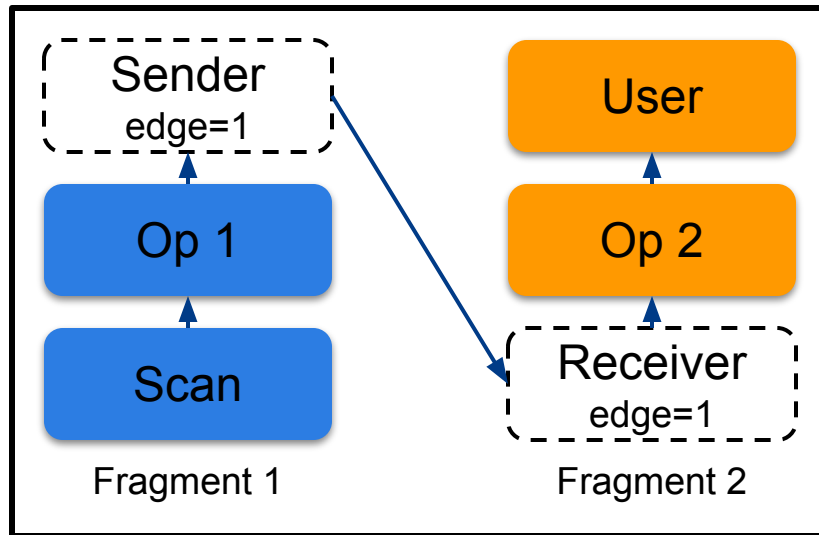 Sender
edge=1
Op 1
Scan
Fragment 1
User
Op 2
Receiver
edge=1
Fragment 2